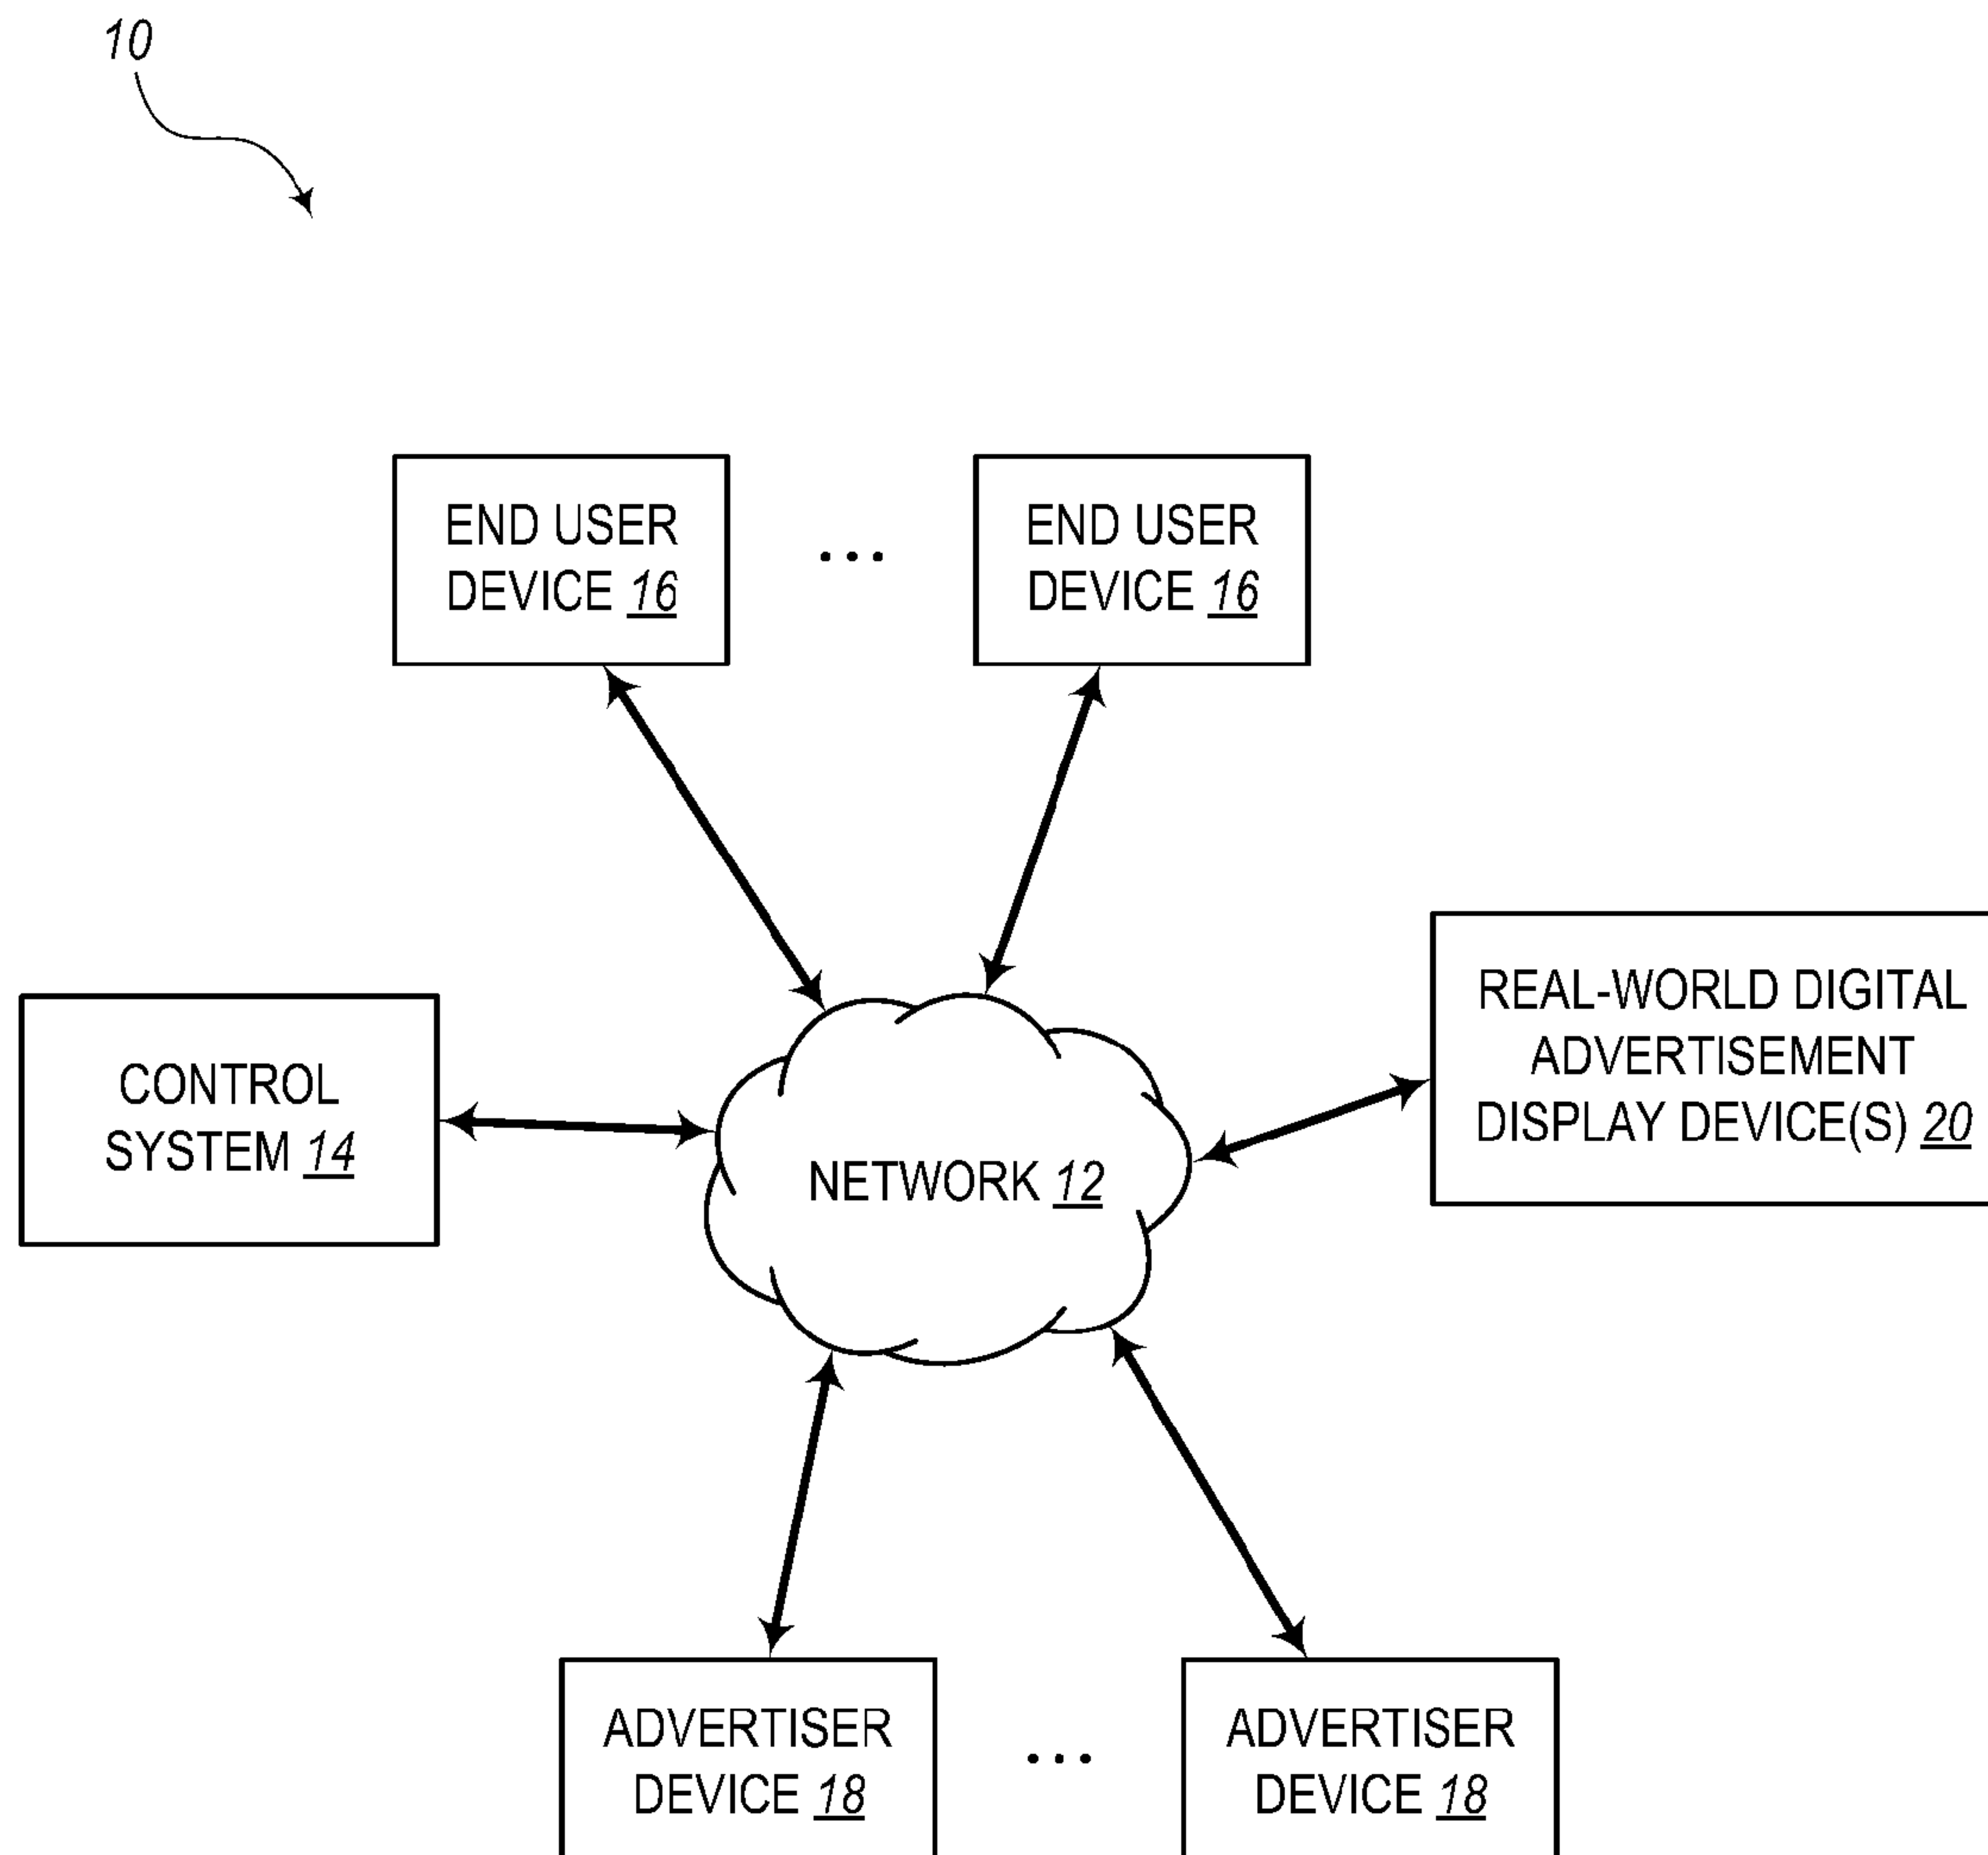 10
END USER
DEVICE 16
...
END USER
DEVICE 16
REAL-WORLD DIGITAL
ADVERTISEMENT
DISPLAY DEVICE(S) 20
CONTROL
SYSTEM 14
NETWORK 12
ADVERTISER
DEVICE 18
...
ADVERTISER
DEVICE 18